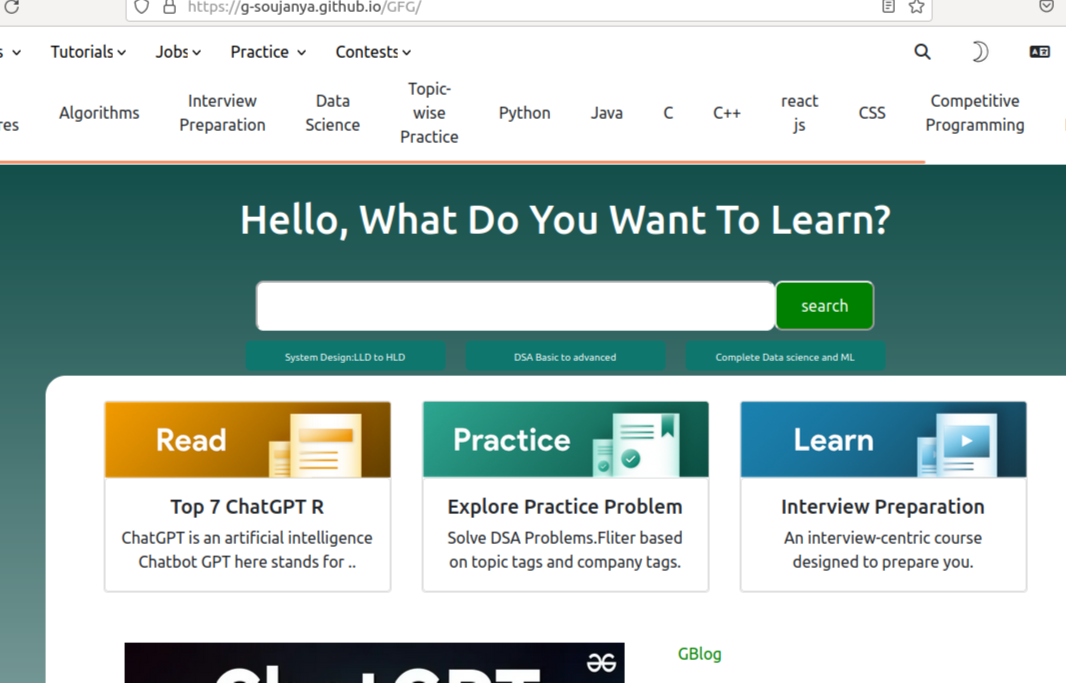 https://g-soujanya.github.io/GFG/
Tutorials
Jobs
Practice
Contests
Algorithms
Interview
Preparation
Data
Science
Topic-
wise
Practice
Python
Java
C
C++
react
js
CSS
Competitive
Programming
Hello, What Do You Want To Learn?
search
System Design:LLD to HLD
DSA Basic to advanced
Complete Data science and ML
Read
Top 7 ChatGPT R
ChatGPT is an artificial intelligence
Chatbot GPT here stands for ..
Practice
Explore Practice Problem
Solve DSA Problems.Fliter based
on topic tags and company tags.
Learn
Interview Preparation
An interview-centric course
designed to prepare you.
ChatGPT
GBlog